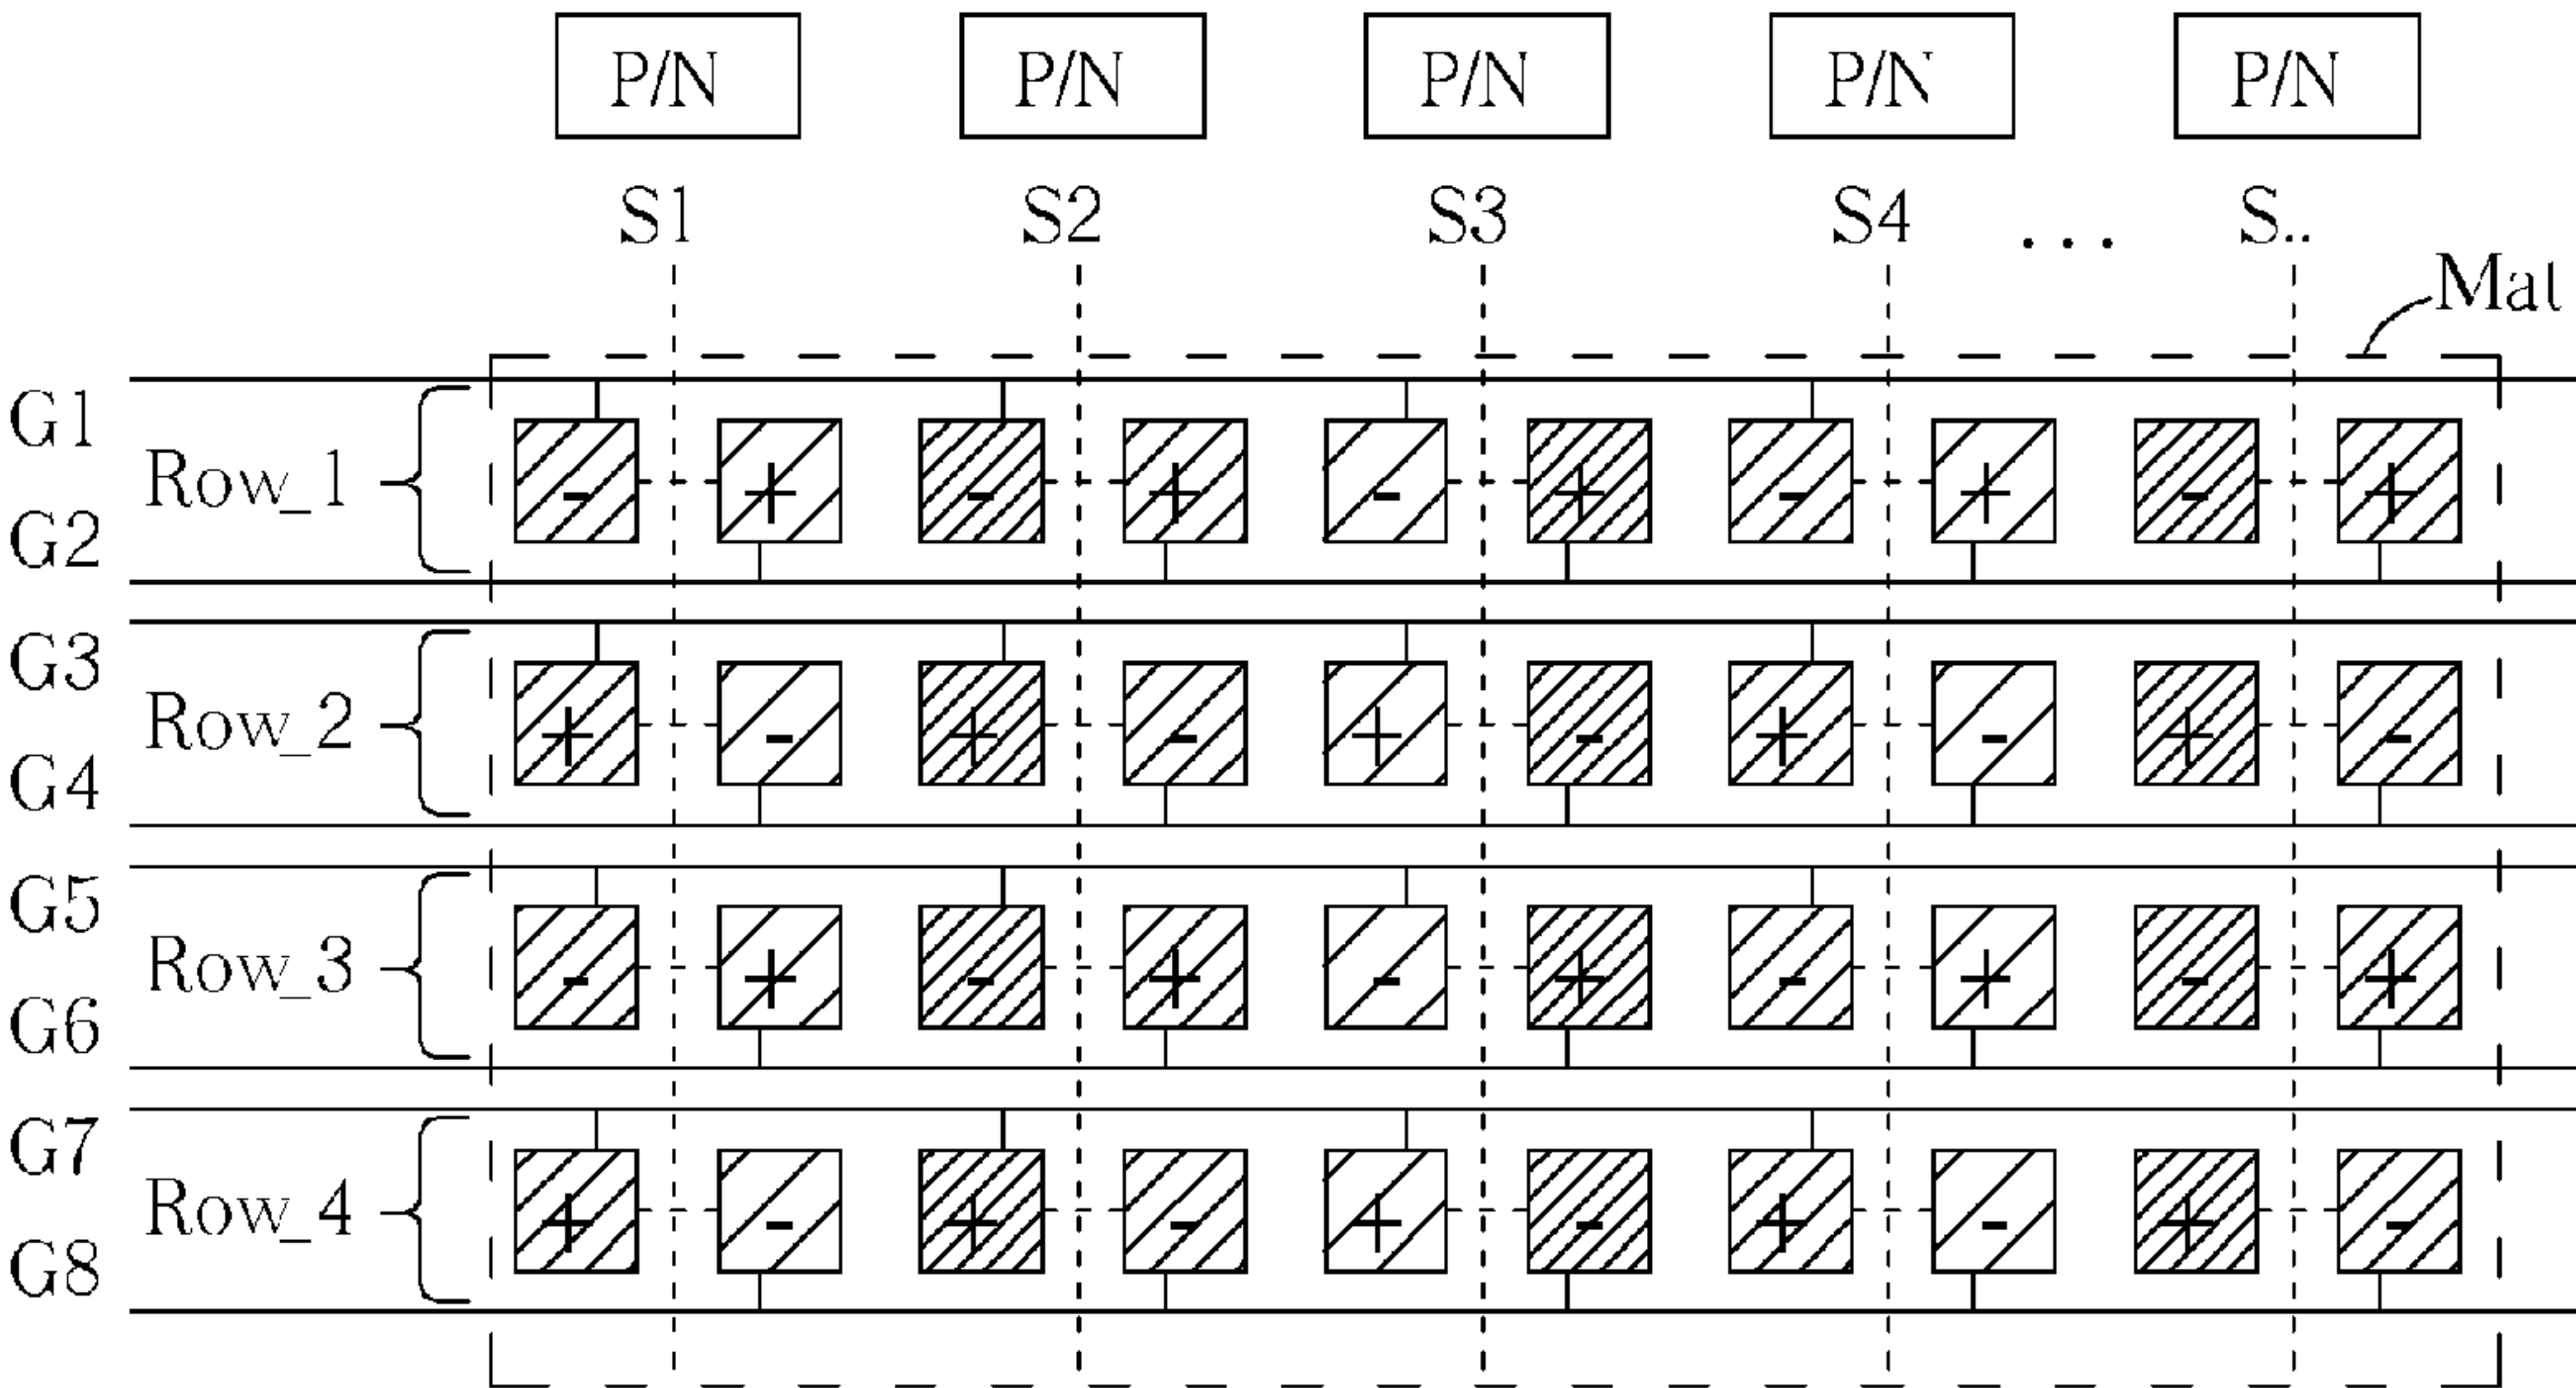 P/N P/N P/N P/N P/N
S1 S2 S3 S4 ... S..
Mat
G1
Row_1
G2
- + - + - + - + - +
G3
Row_2
G4
+ - + - + - + - + -
G5
Row_3
G6
- + - + - + - + - +
G7
Row_4
G8
+ - + - + - + - + -